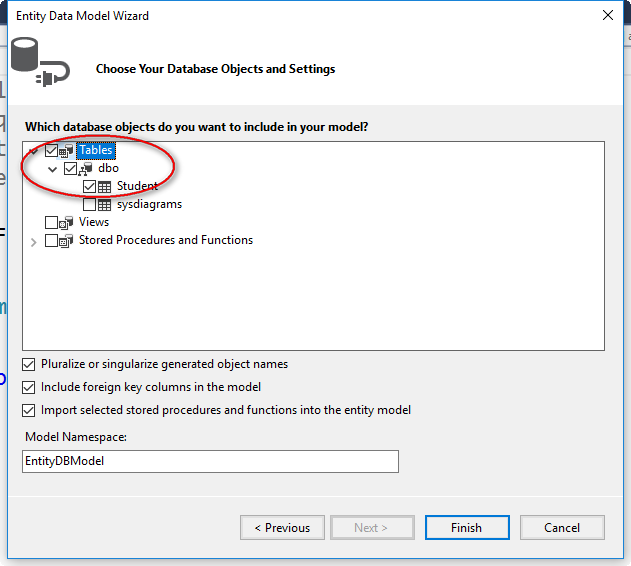 Entity Data Model Wizard
Choose Your Database Objects and Settings
Which database objects do you want to include in your model?
Tables
dbo
Student
sysdiagrams
Views
Stored Procedures and Functions
Pluralize or singularize generated object names
Include foreign key columns in the model
Import selected stored procedures and functions into the entity model
Model Namespace:
EntityDBModel
< Previous
Next >
Finish
Cancel